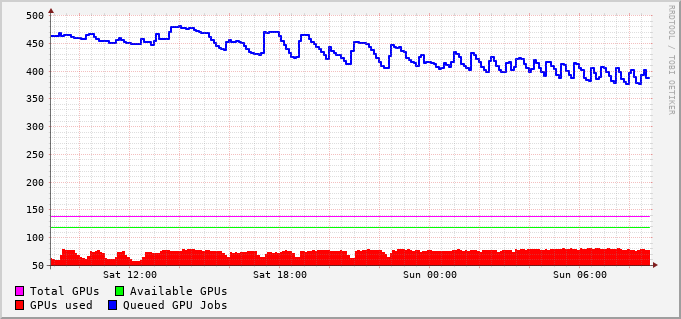 500
450
400
350
300
250
200
150
100
50
Sat 12:00 Sat 18:00 Sun 00:00 Sun 06:00
Total GPUs Available GPUs
GPUs used Queued GPU Jobs
RRDTOOL / TOBI OETIKER